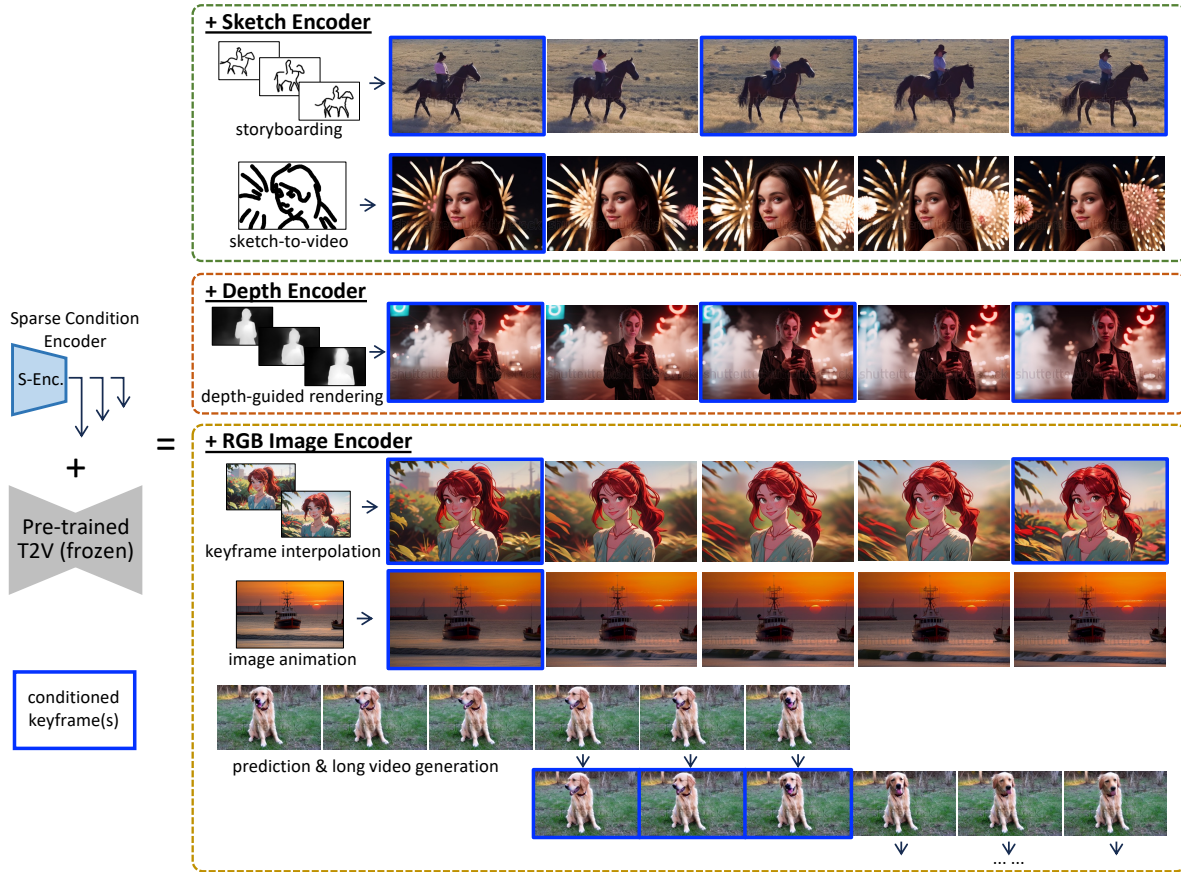 + Sketch Encoder
storyboarding
sketch-to-video
+ Depth Encoder
depth-guided rendering
Sparse Condition
Encoder
S-Enc.
+
Pre-trained
T2V (frozen)
=
conditioned
keyframe(s)
+ RGB Image Encoder
keyframe interpolation
image animation
prediction & long video generation
... ...